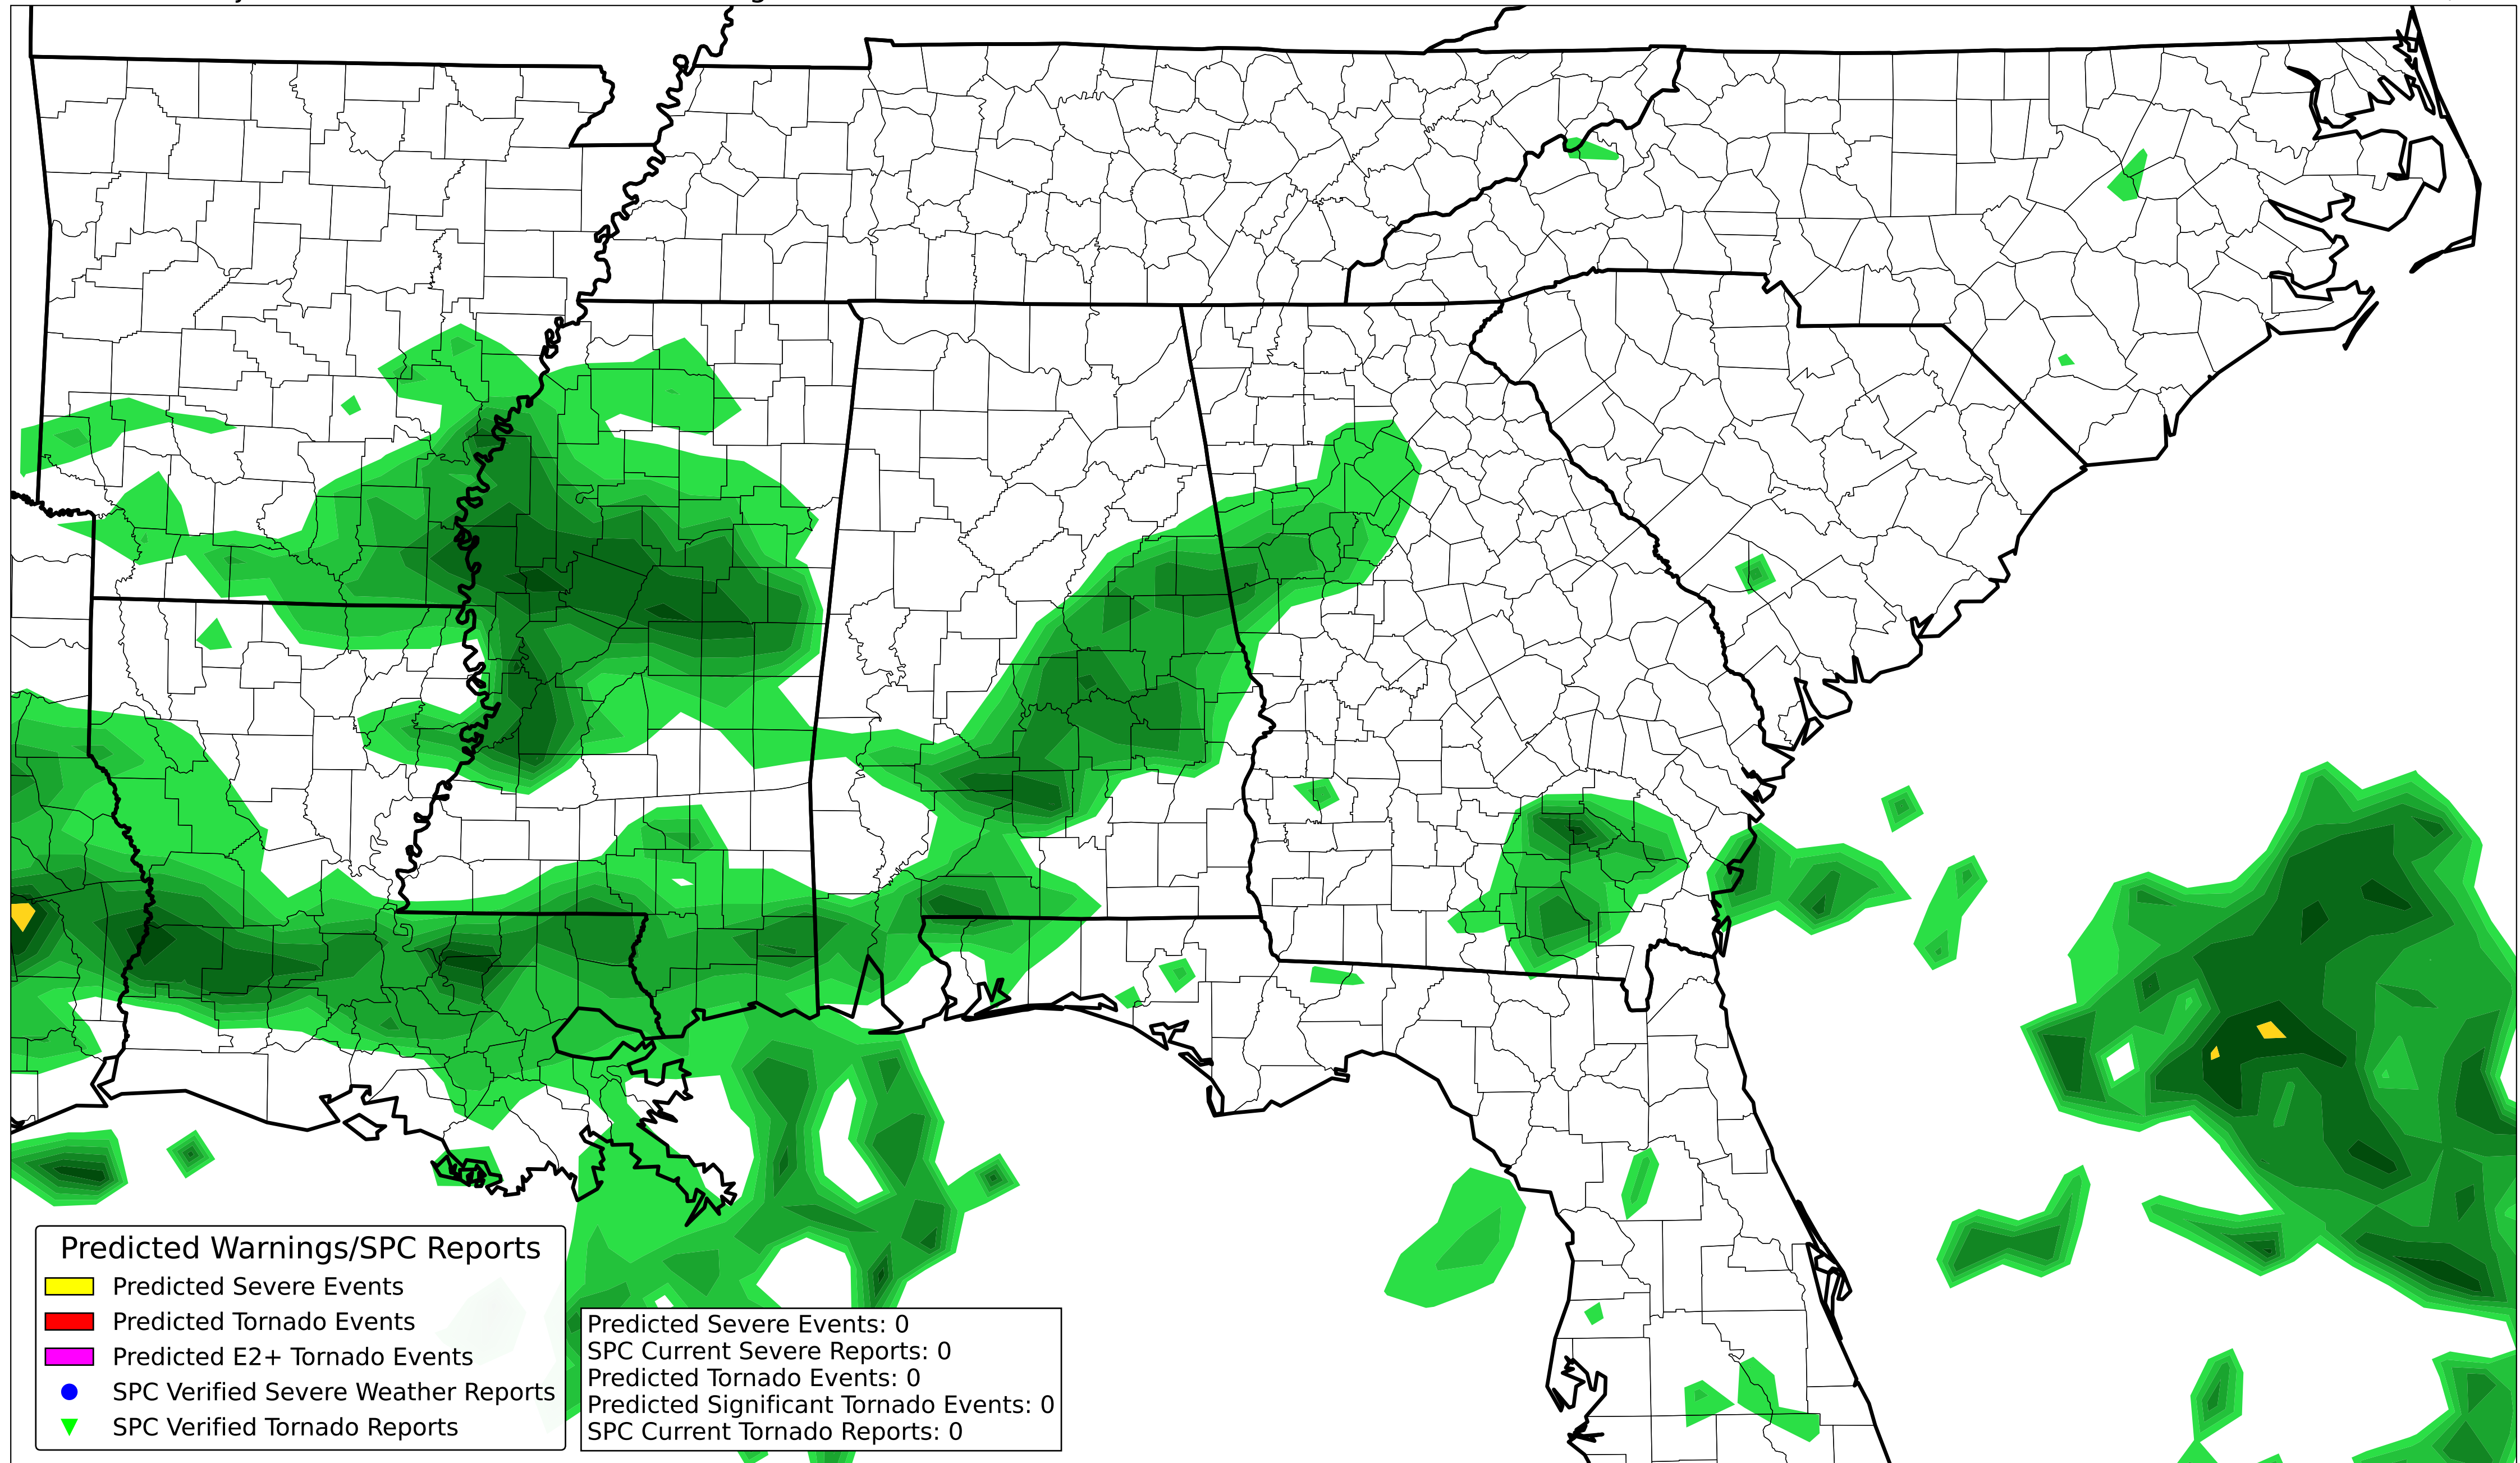 Predicted Warnings/SPC Reports
Predicted Severe Events
Predicted Tornado Events
Predicted E2+ Tornado Events
SPC Verified Severe Weather Reports
SPC Verified Tornado Reports
Predicted Severe Events: 0
SPC Current Severe Reports: 0
Predicted Tornado Events: 0
Predicted Significant Tornado Events: 0
SPC Current Tornado Reports: 0